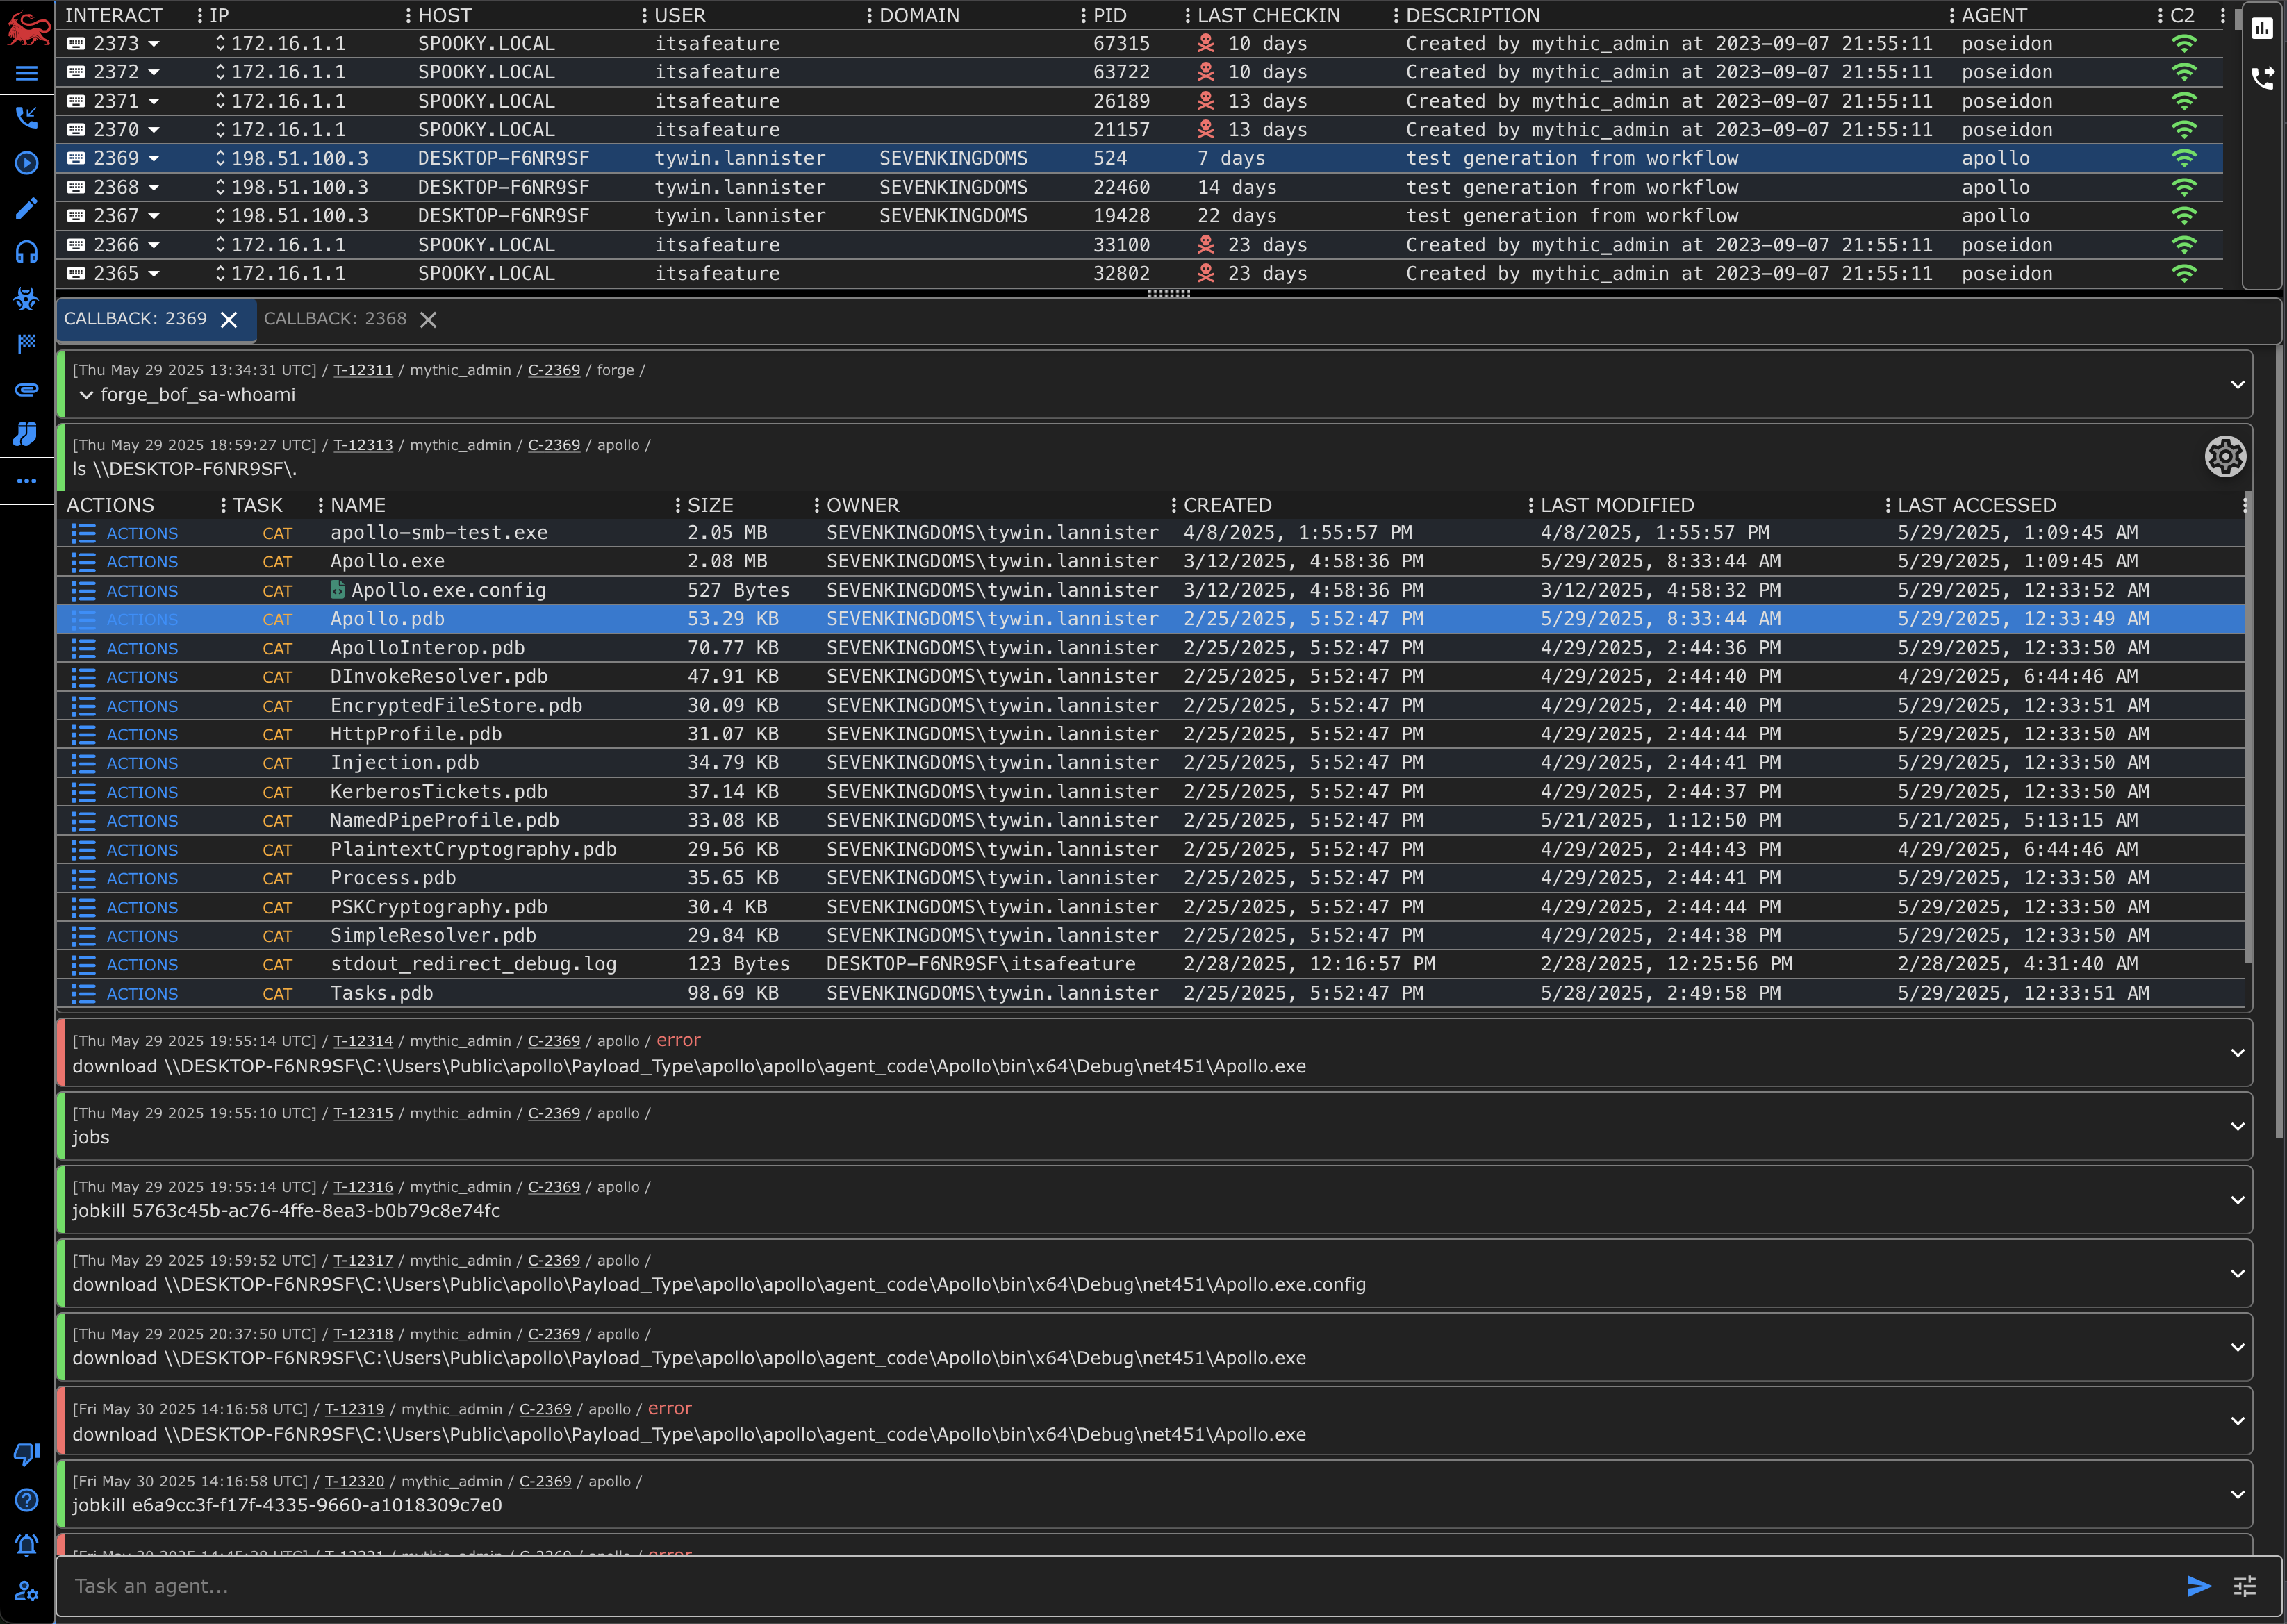 INTERACT IP HOST USER DOMAIN PID LAST CHECKIN DESCRIPTION AGENT C2
2373 172.16.1.1 SPOOKY.LOCAL itsafeature 67315 10 days Created by mythic_admin at 2023-09-07 21:55:11 poseidon
2372 172.16.1.1 SPOOKY.LOCAL itsafeature 63722 10 days Created by mythic_admin at 2023-09-07 21:55:11 poseidon
2371 172.16.1.1 SPOOKY.LOCAL itsafeature 26189 13 days Created by mythic_admin at 2023-09-07 21:55:11 poseidon
2370 172.16.1.1 SPOOKY.LOCAL itsafeature 21157 13 days Created by mythic_admin at 2023-09-07 21:55:11 poseidon
2369 198.51.100.3 DESKTOP-F6NR9SF tywin.lannister SEVENKINGDOMS 524 7 days test generation from workflow apollo
2368 198.51.100.3 DESKTOP-F6NR9SF tywin.lannister SEVENKINGDOMS 22460 14 days test generation from workflow apollo
2367 198.51.100.3 DESKTOP-F6NR9SF tywin.lannister SEVENKINGDOMS 19428 22 days test generation from workflow apollo
2366 172.16.1.1 SPOOKY.LOCAL itsafeature 33100 23 days Created by mythic_admin at 2023-09-07 21:55:11 poseidon
2365 172.16.1.1 SPOOKY.LOCAL itsafeature 32802 23 days Created by mythic_admin at 2023-09-07 21:55:11 poseidon
CALLBACK: 2369 CALLBACK: 2368
[Thu May 29 2025 13:34:31 UTC] / T-12311 / mythic_admin / C-2369 / forge /
forge_bof_sa-whoami
[Thu May 29 2025 18:59:27 UTC] / T-12313 / mythic_admin / C-2369 / apollo /
ls \\DESKTOP-F6NR9SF\.
ACTIONS TASK NAME SIZE OWNER CREATED LAST MODIFIED LAST ACCESSED
ACTIONS CAT apollo-smb-test.exe 2.05 MB SEVENKINGDOMS\tywin.lannister 4/8/2025, 1:55:57 PM 4/8/2025, 1:55:57 PM 5/29/2025, 1:09:45 AM
ACTIONS CAT Apollo.exe 2.08 MB SEVENKINGDOMS\tywin.lannister 3/12/2025, 4:58:36 PM 5/29/2025, 8:33:44 AM 5/29/2025, 1:09:45 AM
ACTIONS CAT Apollo.exe.config 527 Bytes SEVENKINGDOMS\tywin.lannister 3/12/2025, 4:58:36 PM 3/12/2025, 4:58:32 PM 5/29/2025, 12:33:52 AM
ACTIONS CAT Apollo.pdb 53.29 KB SEVENKINGDOMS\tywin.lannister 2/25/2025, 5:52:47 PM 5/29/2025, 8:33:44 AM 5/29/2025, 12:33:49 AM
ACTIONS CAT ApolloInterop.pdb 70.77 KB SEVENKINGDOMS\tywin.lannister 2/25/2025, 5:52:47 PM 4/29/2025, 2:44:36 PM 5/29/2025, 12:33:50 AM
ACTIONS CAT DInvokeResolver.pdb 47.91 KB SEVENKINGDOMS\tywin.lannister 2/25/2025, 5:52:47 PM 4/29/2025, 2:44:40 PM 4/29/2025, 6:44:46 AM
ACTIONS CAT EncryptedFileStore.pdb 30.09 KB SEVENKINGDOMS\tywin.lannister 2/25/2025, 5:52:47 PM 4/29/2025, 2:44:40 PM 5/29/2025, 12:33:51 AM
ACTIONS CAT HttpProfile.pdb 31.07 KB SEVENKINGDOMS\tywin.lannister 2/25/2025, 5:52:47 PM 4/29/2025, 2:44:44 PM 5/29/2025, 12:33:50 AM
ACTIONS CAT Injection.pdb 34.79 KB SEVENKINGDOMS\tywin.lannister 2/25/2025, 5:52:47 PM 4/29/2025, 2:44:41 PM 5/29/2025, 12:33:50 AM
ACTIONS CAT KerberosTickets.pdb 37.14 KB SEVENKINGDOMS\tywin.lannister 2/25/2025, 5:52:47 PM 4/29/2025, 2:44:37 PM 5/29/2025, 12:33:50 AM
ACTIONS CAT NamedPipeProfile.pdb 33.08 KB SEVENKINGDOMS\tywin.lannister 2/25/2025, 5:52:47 PM 5/21/2025, 1:12:50 PM 5/21/2025, 5:13:15 AM
ACTIONS CAT PlaintextCryptography.pdb 29.56 KB SEVENKINGDOMS\tywin.lannister 2/25/2025, 5:52:47 PM 4/29/2025, 2:44:43 PM 4/29/2025, 6:44:46 AM
ACTIONS CAT Process.pdb 35.65 KB SEVENKINGDOMS\tywin.lannister 2/25/2025, 5:52:47 PM 4/29/2025, 2:44:41 PM 5/29/2025, 12:33:50 AM
ACTIONS CAT PSKCryptography.pdb 30.4 KB SEVENKINGDOMS\tywin.lannister 2/25/2025, 5:52:47 PM 4/29/2025, 2:44:44 PM 5/29/2025, 12:33:50 AM
ACTIONS CAT SimpleResolver.pdb 29.84 KB SEVENKINGDOMS\tywin.lannister 2/25/2025, 5:52:47 PM 4/29/2025, 2:44:38 PM 5/29/2025, 12:33:50 AM
ACTIONS CAT stdout_redirect_debug.log 123 Bytes DESKTOP-F6NR9SF\itsafeature 2/28/2025, 12:16:57 PM 2/28/2025, 12:25:56 PM 2/28/2025, 4:31:40 AM
ACTIONS CAT Tasks.pdb 98.69 KB SEVENKINGDOMS\tywin.lannister 2/25/2025, 5:52:47 PM 5/28/2025, 2:49:58 PM 5/29/2025, 12:33:51 AM
[Thu May 29 2025 19:55:14 UTC] / T-12314 / mythic_admin / C-2369 / apollo / error
download \\DESKTOP-F6NR9SF\C:\Users\Public\apollo\Payload_Type\apollo\apollo\agent_code\Apollo\bin\x64\Debug\net451\Apollo.exe
[Thu May 29 2025 19:55:10 UTC] / T-12315 / mythic_admin / C-2369 / apollo /
jobs
[Thu May 29 2025 19:55:14 UTC] / T-12316 / mythic_admin / C-2369 / apollo /
jobkill 5763c45b-ac76-4ffe-8ea3-b0b79c8e74fc
[Thu May 29 2025 19:59:52 UTC] / T-12317 / mythic_admin / C-2369 / apollo /
download \\DESKTOP-F6NR9SF\C:\Users\Public\apollo\Payload_Type\apollo\apollo\agent_code\Apollo\bin\x64\Debug\net451\Apollo.exe.config
[Thu May 29 2025 20:37:50 UTC] / T-12318 / mythic_admin / C-2369 / apollo /
download \\DESKTOP-F6NR9SF\C:\Users\Public\apollo\Payload_Type\apollo\apollo\agent_code\Apollo\bin\x64\Debug\net451\Apollo.exe
[Fri May 30 2025 14:16:58 UTC] / T-12319 / mythic_admin / C-2369 / apollo / error
download \\DESKTOP-F6NR9SF\C:\Users\Public\apollo\Payload_Type\apollo\apollo\agent_code\Apollo\bin\x64\Debug\net451\Apollo.exe
[Fri May 30 2025 14:16:58 UTC] / T-12320 / mythic_admin / C-2369 / apollo /
jobkill e6a9cc3f-f17f-4335-9660-a1018309c7e0
[Fri May 30 2025 14:45:38 UTC] / T-12321 / mythic_admin / C-2369 / apollo / error
Task an agent...